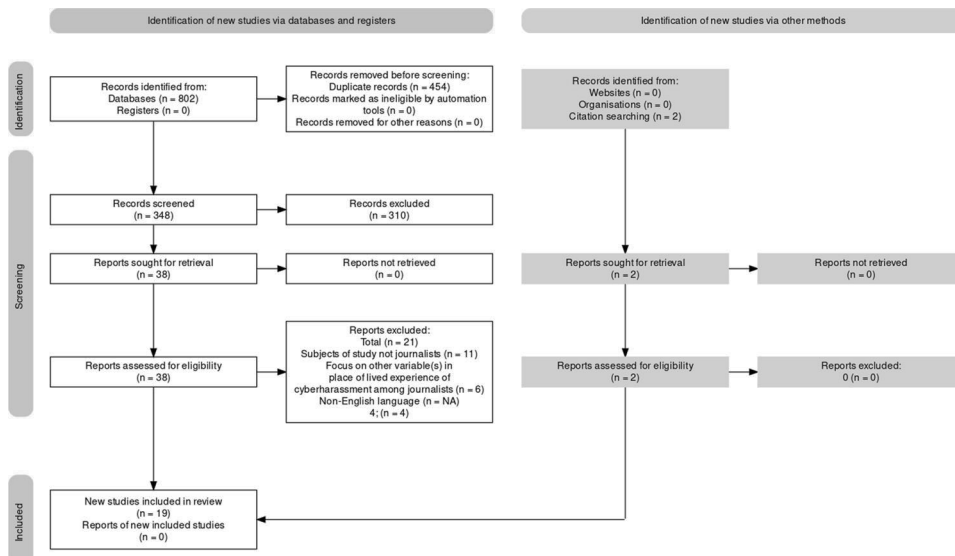 Identification of new studies via databases and registers
Identification of new studies via other methods
Identification
Records identified from:
Databases (n = 802)
Registers (n = 0)
Records removed before screening:
Duplicate records (n = 454)
Records marked as ineligible by automation
tools (n = 0)
Records removed for other reasons (n = 0)
Records identified from:
Websites (n = 0)
Organisations (n = 0)
Citation searching (n = 2)
Screening
Records screened
(n = 348)
Records excluded
(n = 310)
Reports sought for retrieval
(n = 38)
Reports not retrieved
(n = 0)
Reports sought for retrieval
(n = 2)
Reports not retrieved
(n = 0)
Reports assessed for eligibility
(n = 38)
Reports excluded:
Total (n = 21)
Subjects of study not journalists (n = 11)
Focus on other variable(s) in
place of lived experience of
cyberharassment among journalists (n = 6)
Non-English language (n = NA)
4; (n = 4)
Reports assessed for eligibility
(n = 2)
Reports excluded:
0 (n = 0)
Included
New studies included in review
(n = 19)
Reports of new included studies
(n = 0)